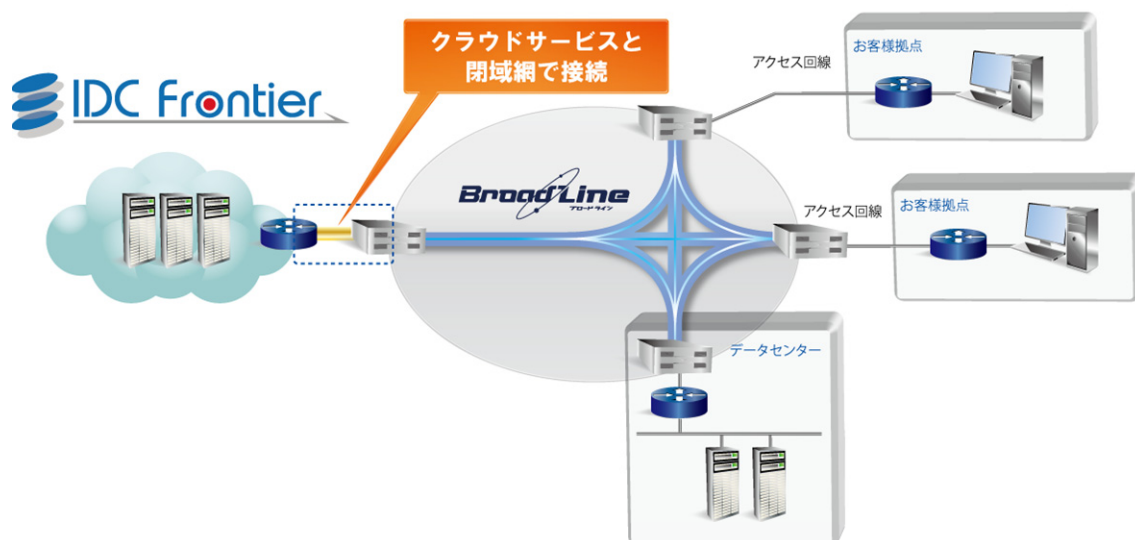 クラウドサービスと
閉域網で接続
IDC Frontier
BroadLine
ブロードライン
アクセス回線
お客様拠点
アクセス回線
お客様拠点
データセンター